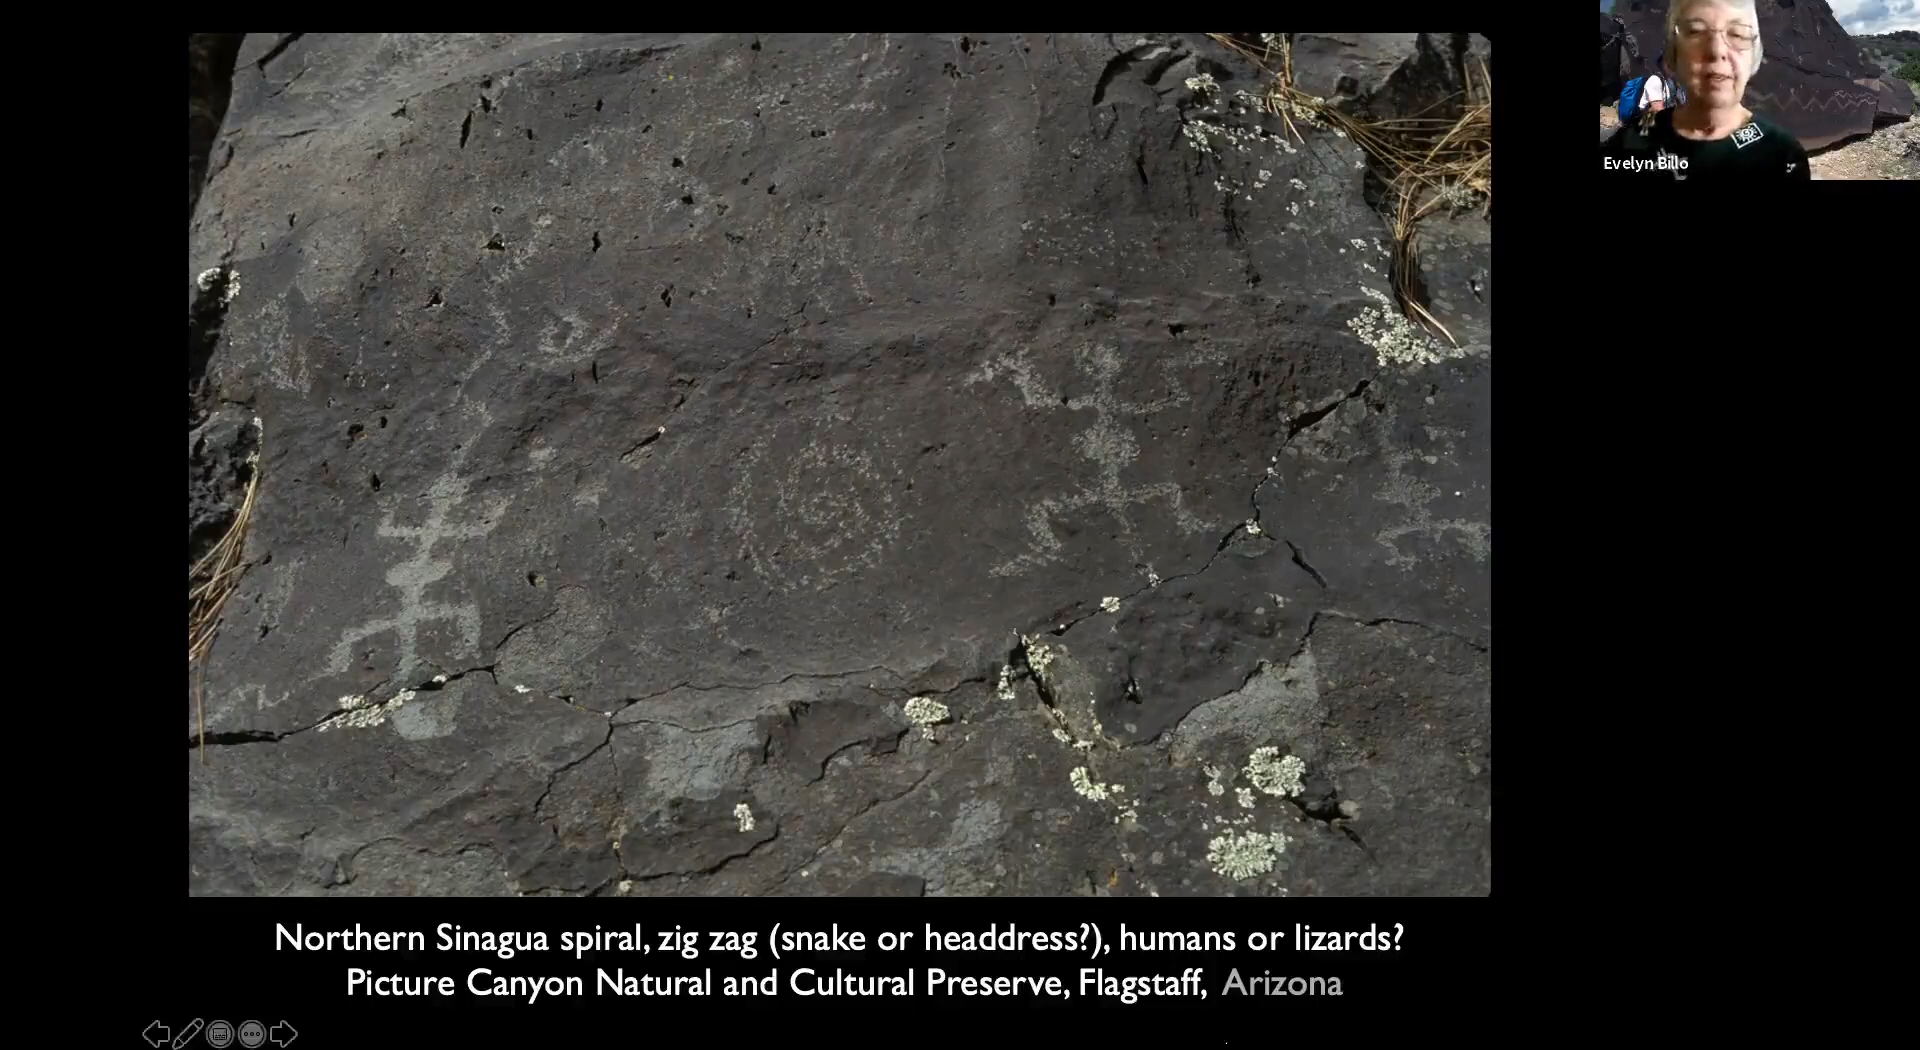 Evelyn Billo
Northern Sinagua spiral, zig zag (snake or headdress?), humans or lizards?
Picture Canyon Natural and Cultural Preserve, Flagstaff, Arizona